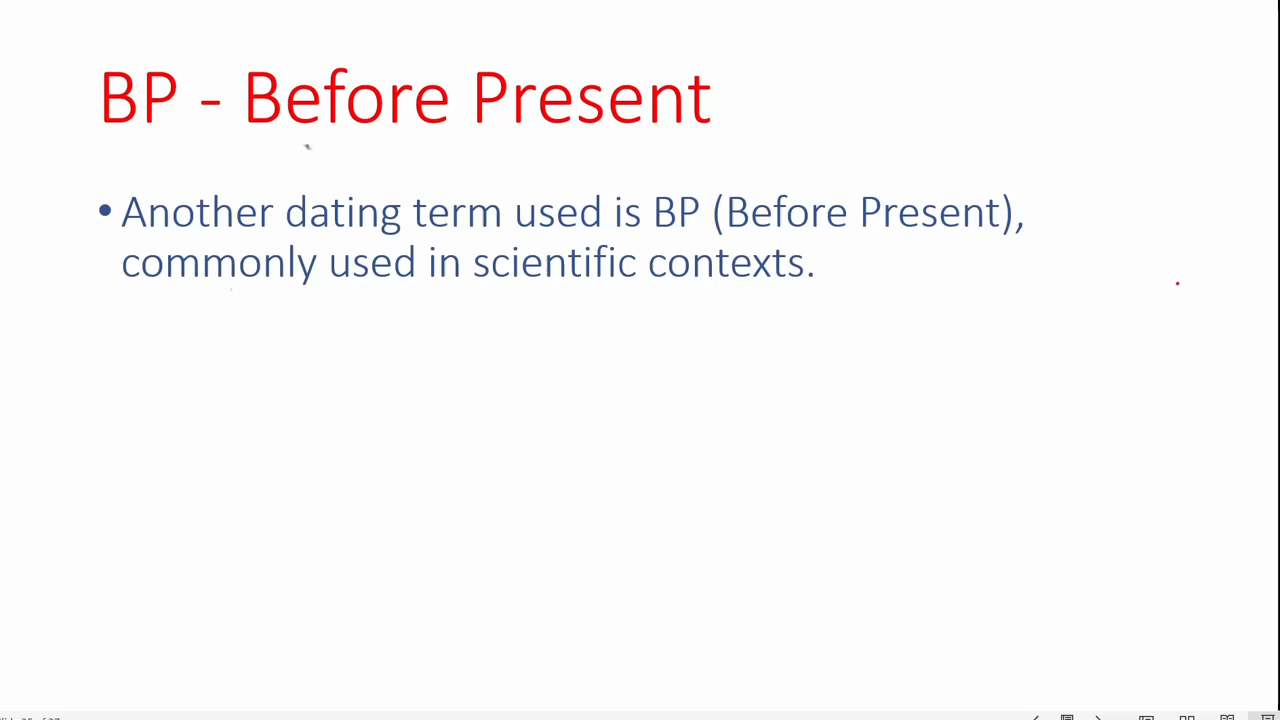 BP - Before Present
• Another dating term used is BP (Before Present),
commonly used in scientific contexts.